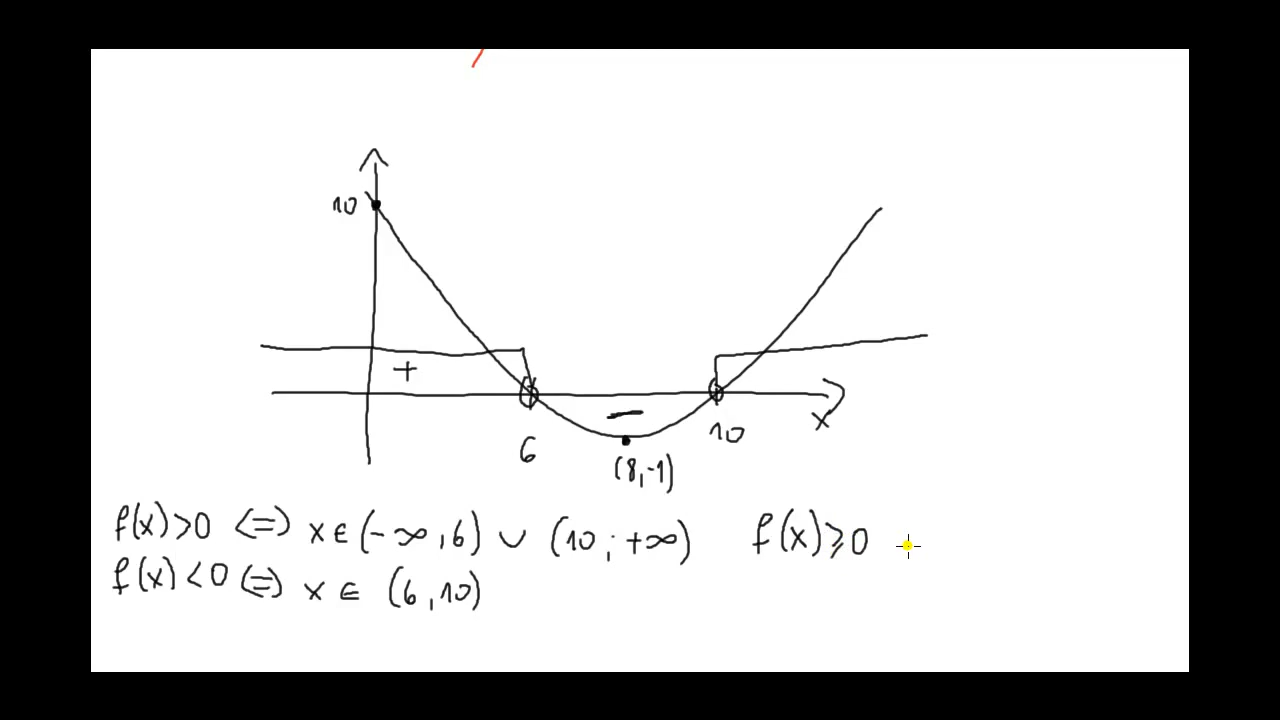 10
+
−
6
10
x
(8,-1)
f(x)>0 <=> x∈(-∞,6) ∪ (10;+∞) f(x)≥0
f(x)<0 <=> x ∈ (6,10)